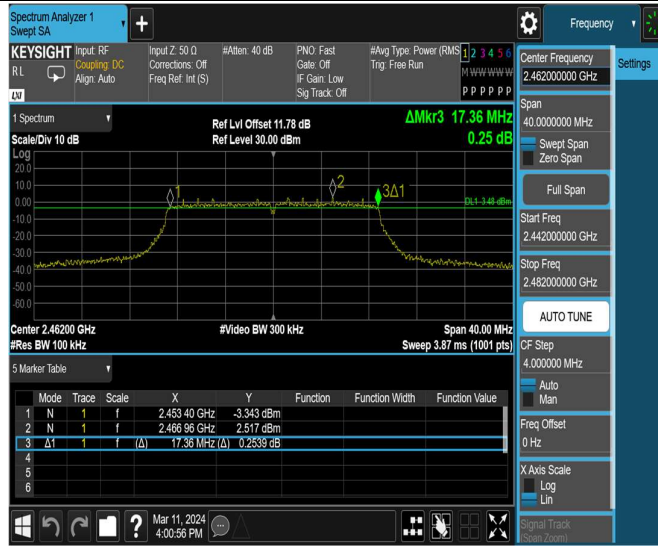 Spectrum Analyzer 1
Swept SA
+
Frequency
KEYSIGHT
Input: RF
Input Z: 50 Ω
#Atten: 40 dB
PNO: Fast
#Avg Type: Power (RMS
1 2 3 4 5 6
R L
Coupling: DC
Corrections: Off
Gate: Off
Trig: Free Run
M W W W W W
Align: Auto
Freq Ref: Int (S)
IF Gain: Low
Sig Track: Off
P P P P P P
LXI
Center Frequency
2.462000000 GHz
Settings
Span
40.0000000 MHz
Swept Span
Zero Span
Full Span
Start Freq
2.442000000 GHz
Stop Freq
2.482000000 GHz
AUTO TUNE
CF Step
4.000000 MHz
Auto
Man
Freq Offset
0 Hz
X Axis Scale
Log
Lin
Signal Track
(Span Zoom)
1 Spectrum
Scale/Div 10 dB
Ref Lvl Offset 11.78 dB
Ref Level 30.00 dBm
ΔMkr3 17.36 MHz
0.25 dB
Log
20.0
10.0
0.00
-10.0
-20.0
-30.0
-40.0
-50.0
-60.0
1
2
3Δ1
DL1 -3.48 dBm
Center 2.46200 GHz
#Video BW 300 kHz
Span 40.00 MHz
#Res BW 100 kHz
Sweep 3.87 ms (1001 pts)
5 Marker Table
Mode Trace Scale X Y Function Function Width Function Value
1 N 1 f 2.453 40 GHz -3.343 dBm
2 N 1 f 2.466 96 GHz 2.517 dBm
3 Δ1 1 f (Δ) 17.36 MHz (Δ) 0.2539 dB
4
5
6
?
Mar 11, 2024
4:00:56 PM